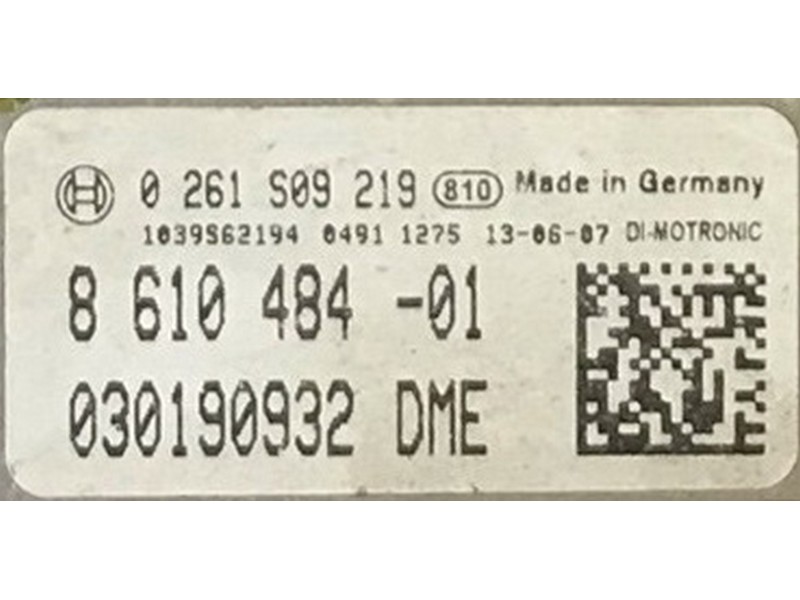 0 261 S09 219 810 Made in Germany
1039S62194 0491 1275 13-06-07 DI-MOTRONIC
8 610 484 -01
030190932 DME